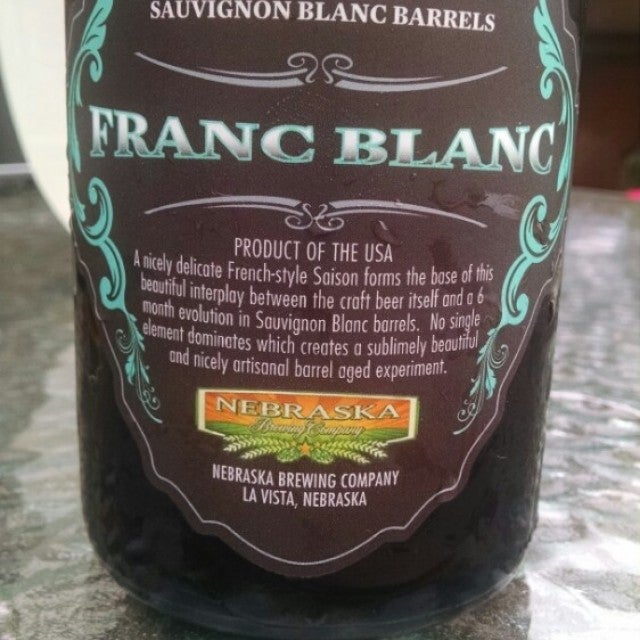 SAUVIGNON BLANC BARRELS
FRANC BLANC
PRODUCT OF THE USA
A nicely delicate French-style Saison forms the base of this
beautiful interplay between the craft beer itself and a 6
month evolution in Sauvignon Blanc barrels. No single
element dominates which creates a sublimely beautiful
and nicely artisanal barrel aged experiment.
NEBRASKA
Brewing Company
NEBRASKA BREWING COMPANY
LA VISTA, NEBRASKA